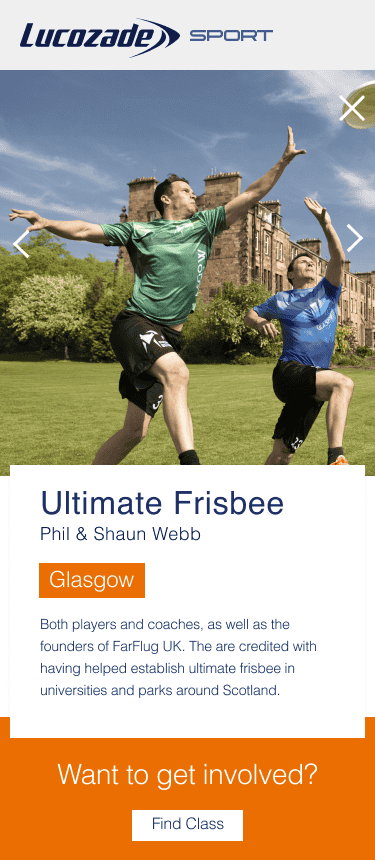 Lucozade SPORT
Ultimate Frisbee
Phil & Shaun Webb
Glasgow
Both players and coaches, as well as the
founders of FarFlug UK. The are credited with
having helped establish ultimate frisbee in
universities and parks around Scotland.
Want to get involved?
Find Class